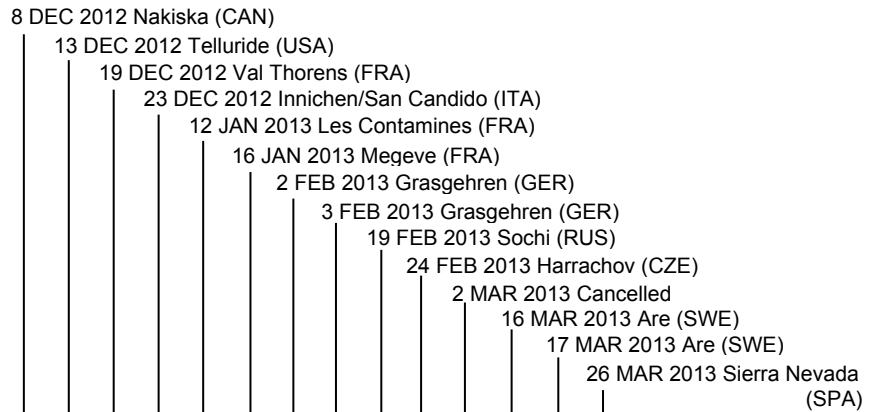 8 DEC 2012 Nakiska (CAN)
13 DEC 2012 Telluride (USA)
19 DEC 2012 Val Thorens (FRA)
23 DEC 2012 Innichen/San Candido (ITA)
12 JAN 2013 Les Contamines (FRA)
16 JAN 2013 Megeve (FRA)
2 FEB 2013 Grasgehren (GER)
3 FEB 2013 Grasgehren (GER)
19 FEB 2013 Sochi (RUS)
24 FEB 2013 Harrachov (CZE)
2 MAR 2013 Cancelled
16 MAR 2013 Are (SWE)
17 MAR 2013 Are (SWE)
26 MAR 2013 Sierra Nevada
(SPA)